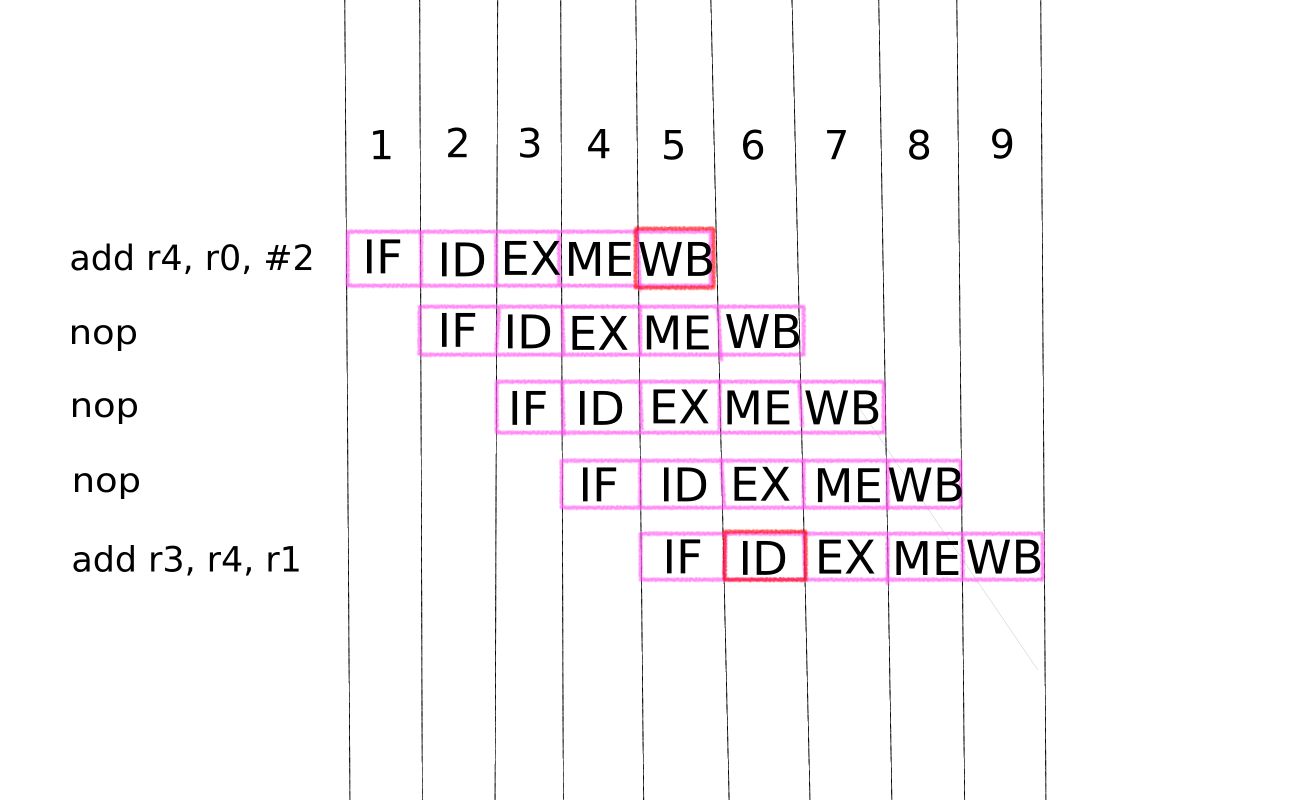 1 2 3 4 5 6 7 8 9
add r4, r0, #2 IF ID EX ME WB
nop IF ID EX ME WB
nop IF ID EX ME WB
nop IF ID EX ME WB
add r3, r4, r1 IF ID EX ME WB